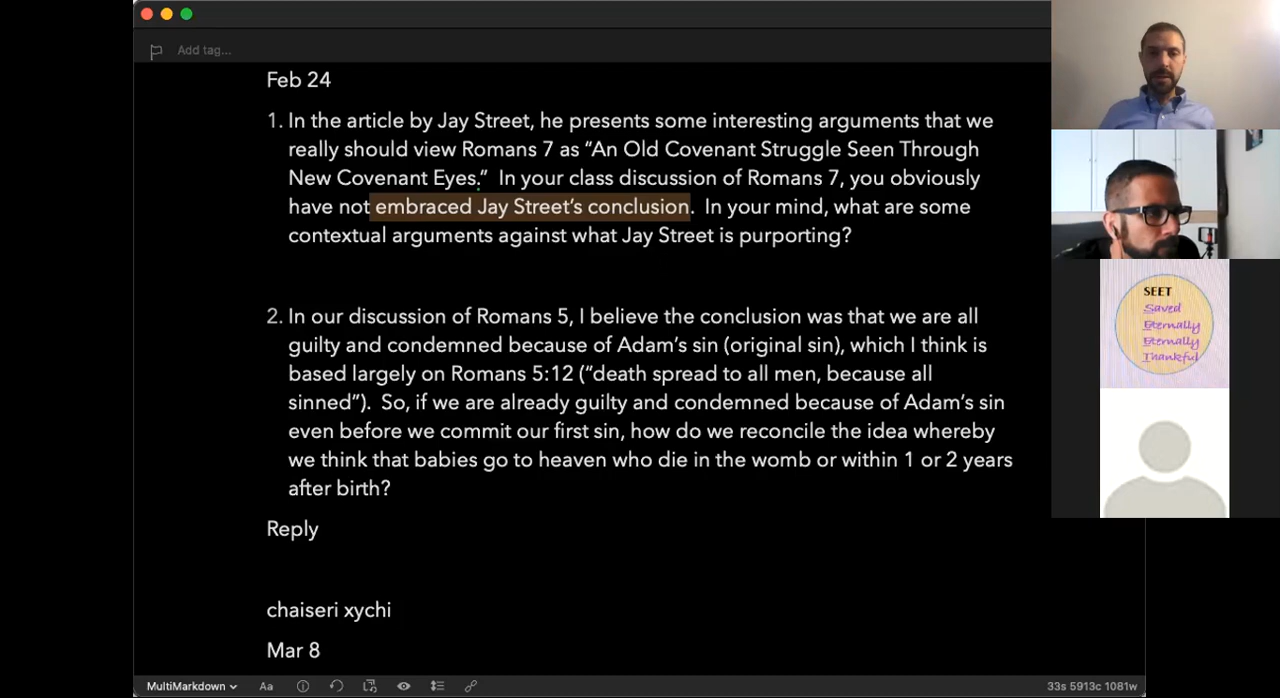 Add tag...
Feb 24
1. In the article by Jay Street, he presents some interesting arguments that we
really should view Romans 7 as “An Old Covenant Struggle Seen Through
New Covenant Eyes.”  In your class discussion of Romans 7, you obviously
have not embraced Jay Street’s conclusion.  In your mind, what are some
contextual arguments against what Jay Street is purporting?
2. In our discussion of Romans 5, I believe the conclusion was that we are all
guilty and condemned because of Adam’s sin (original sin), which I think is
based largely on Romans 5:12 (“death spread to all men, because all
sinned”).  So, if we are already guilty and condemned because of Adam’s sin
even before we commit our first sin, how do we reconcile the idea whereby
we think that babies go to heaven who die in the womb or within 1 or 2 years
after birth?
Reply
chaiseri xychi
Mar 8
MultiMarkdown
Aa
33s 5913c 1081w
SEET
Saved
Eternally
Eternally
Thankful